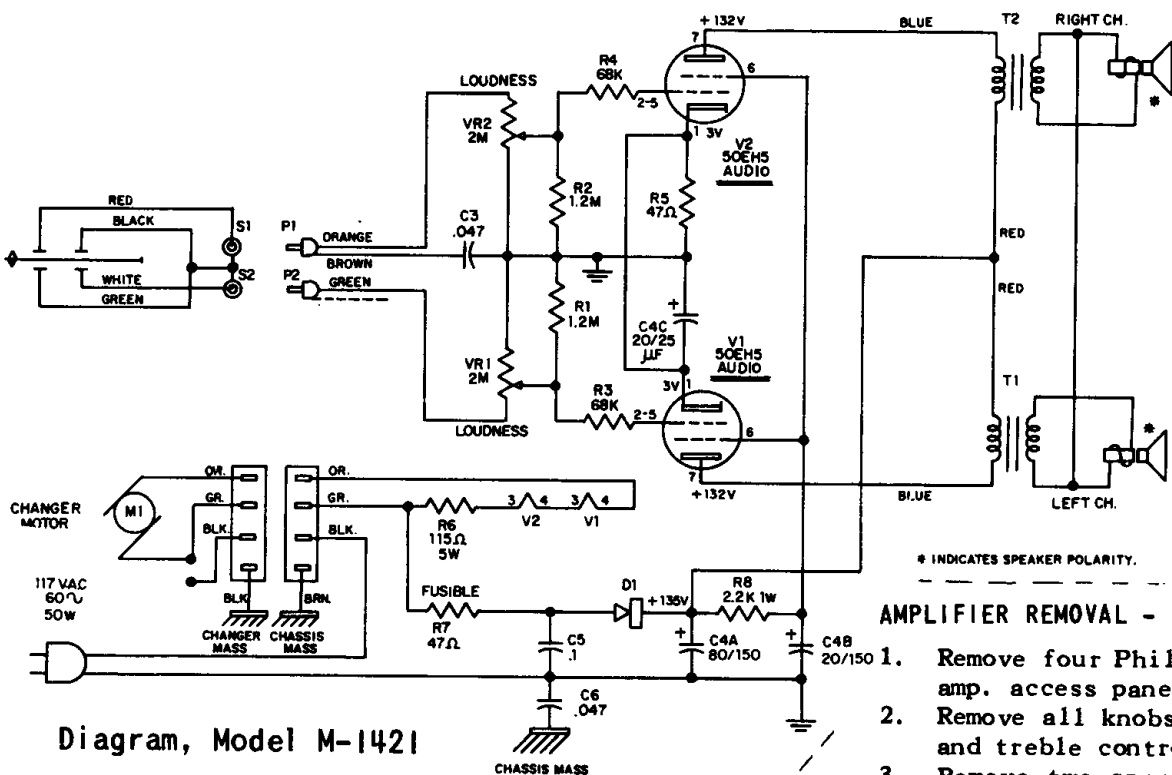 +132V
BLUE
T2
RIGHT CH.
7
R4
68K
6
2-5
LOUDNESS
VR2
2M
1
3V
V2
50EH5
AUDIO
R2
1.2M
R5
47Ω
RED
BLACK
S1
WHITE
S2
GREEN
P1
ORANGE
BROWN
P2
GREEN
C3
.047
RED
RED
R1
1.2M
+
C4C
20/25
µF
V1
50EH5
AUDIO
VR1
2M
R3
68K
3V
1
2-5
6
LOUDNESS
7
+132V
BLUE
T1
LEFT CH.
*
*
CHANGER
MOTOR
M1
OR.
GR.
BLK.
BLK.
OR.
GR.
BLK.
BRN.
R6
115Ω
5W
3
4
V2
3
4
V1
117 VAC
60∿
50W
CHANGER
MASS
CHASSIS
MASS
FUSIBLE
R7
47Ω
C5
.1
D1
+135V
R8
2.2K 1W
+
C4A
80/150
+
C4B
20/150
C6
.047
CHASSIS MASS
* INDICATES SPEAKER POLARITY.
Diagram, Model M-1421
AMPLIFIER REMOVAL -
1. Remove four Phil
amp. access pane
2. Remove all knobs
and treble contr
3.